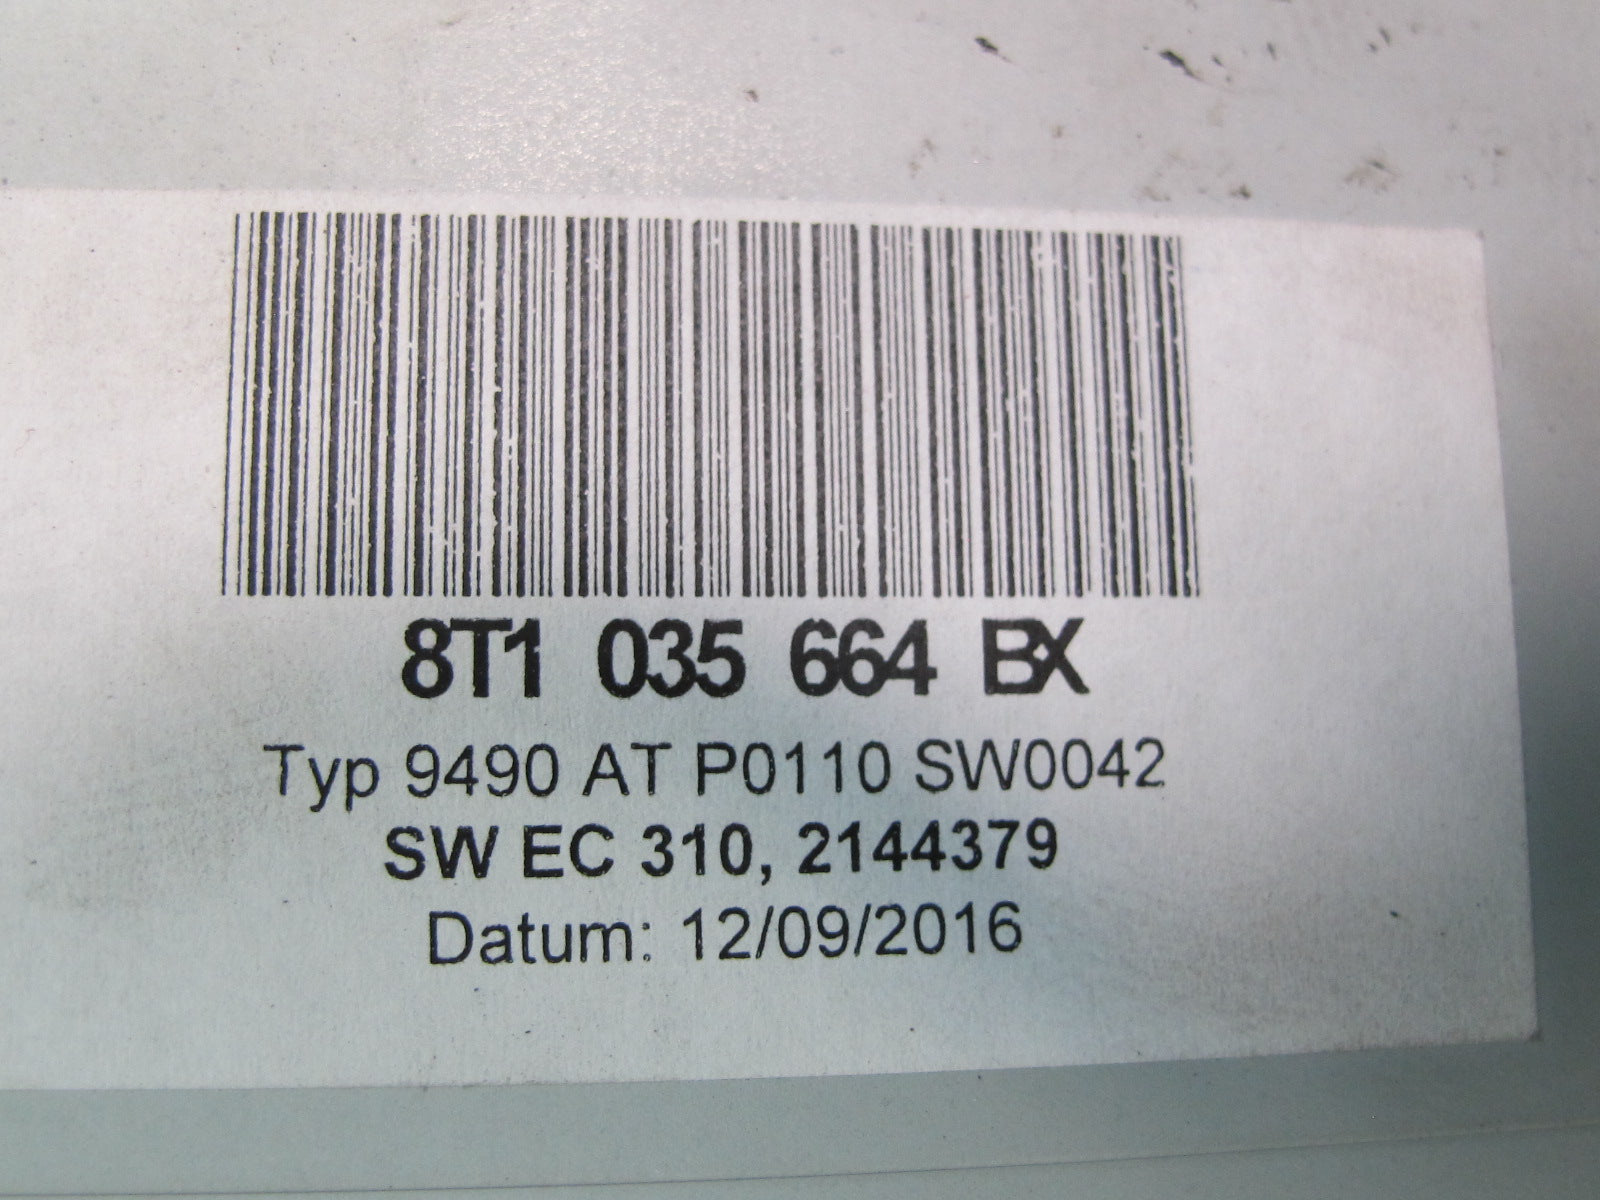 8T1 035 664 BX
Typ 9490 AT P0110 SW0042
SW EC 310, 2144379
Datum: 12/09/2016